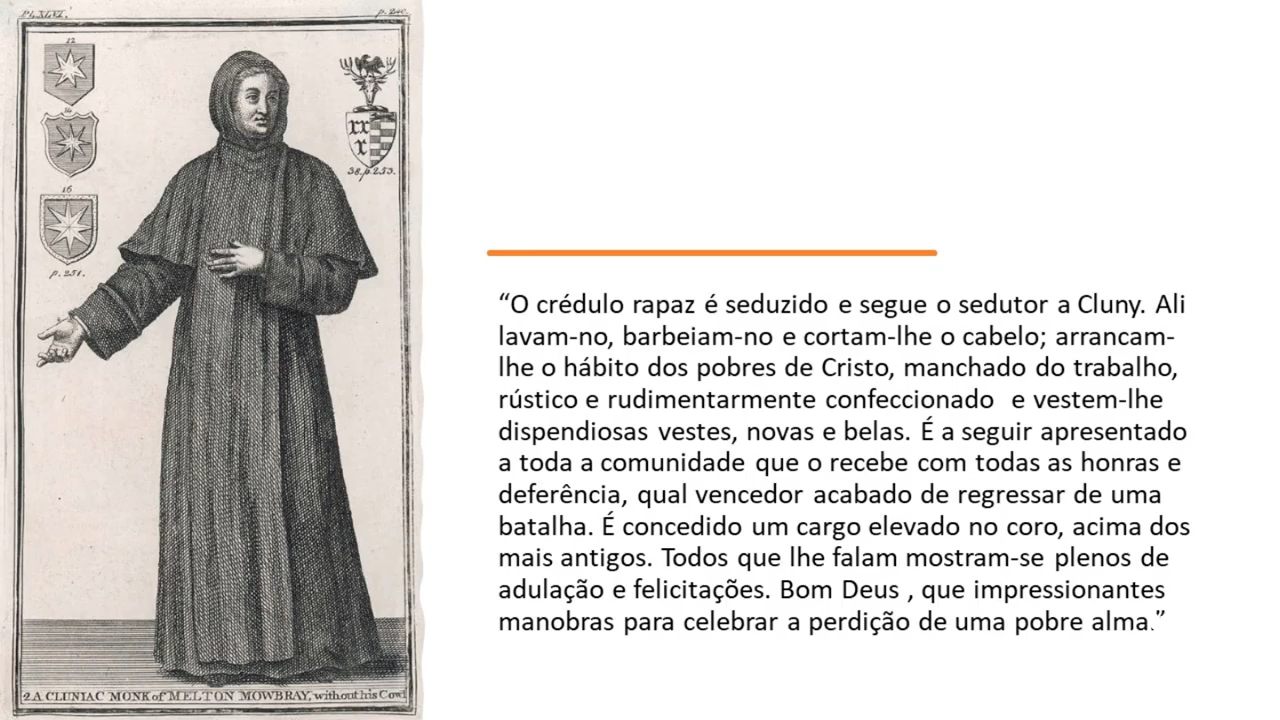 Pl. XLVI.
p. 240.
12
14
16
p. 251.
38. p. 253.
XX
X
2 A CLUNIAC MONK of MELTON MOWBRAY, without his Cowl
“O crédulo rapaz é seduzido e segue o sedutor a Cluny. Ali
lavam-no, barbeiam-no e cortam-lhe o cabelo; arrancam-
lhe o hábito dos pobres de Cristo, manchado do trabalho,
rústico e rudimentarmente confeccionado  e vestem-lhe
dispendiosas vestes, novas e belas. É a seguir apresentado
a toda a comunidade que o recebe com todas as honras e
deferência, qual vencedor acabado de regressar de uma
batalha. É concedido um cargo elevado no coro, acima dos
mais antigos. Todos que lhe falam mostram-se plenos de
adulação e felicitações. Bom Deus , que impressionantes
manobras para celebrar a perdição de uma pobre alma.”